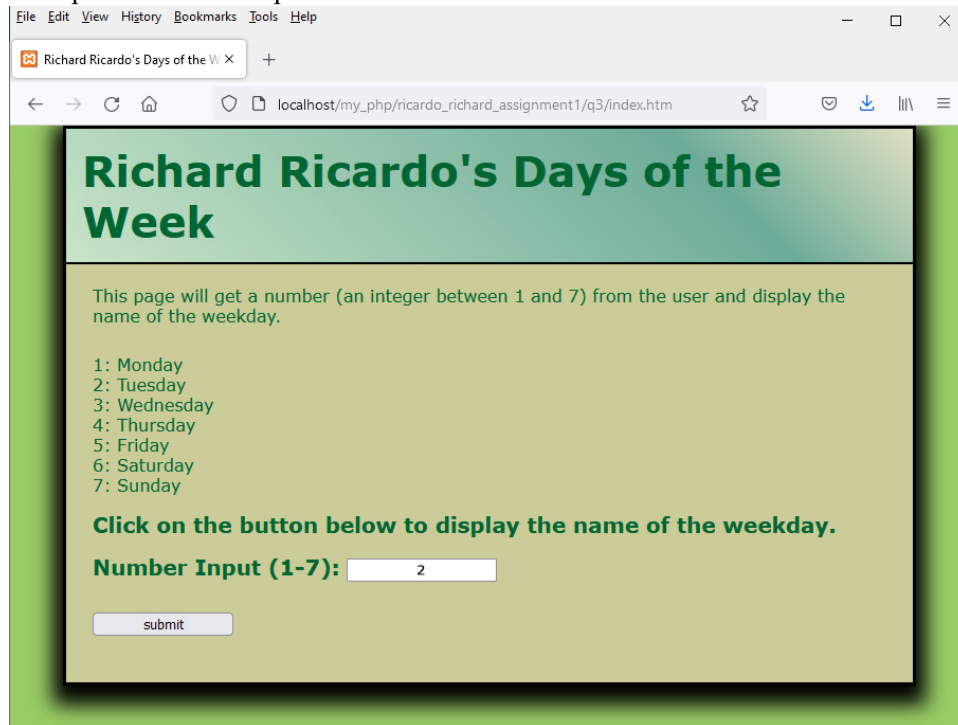 File Edit View History Bookmarks Tools Help
Richard Ricardo's Days of the W
localhost/my_php/ricardo_richard_assignment1/q3/index.htm
Richard Ricardo's Days of the
Week
This page will get a number (an integer between 1 and 7) from the user and display the
name of the weekday.
1: Monday
2: Tuesday
3: Wednesday
4: Thursday
5: Friday
6: Saturday
7: Sunday
Click on the button below to display the name of the weekday.
Number Input (1-7): 2
submit